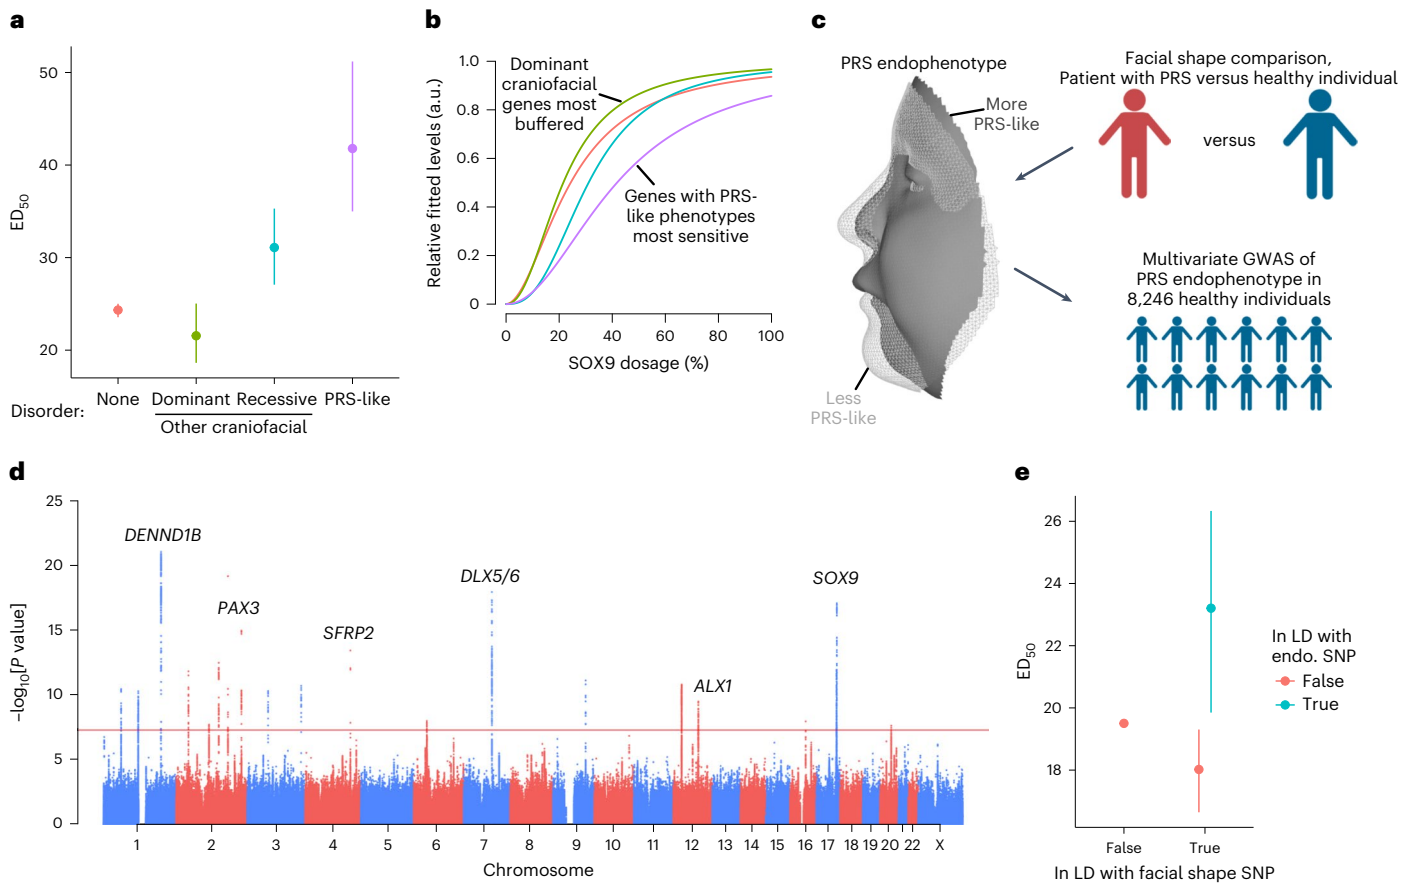 a
50
40
30
20
ED50
None
Dominant
Recessive
PRS-like
Disorder:
Other craniofacial
b
1.0
0.8
0.6
0.4
0.2
0
Relative fitted levels (a.u.)
Dominant
craniofacial
genes most
buffered
Genes with PRS-
like phenotypes
most sensitive
0
20
40
60
80
100
SOX9 dosage (%)
c
PRS endophenotype
More
PRS-like
Less
PRS-like
Facial shape comparison,
Patient with PRS versus healthy individual
versus
Multivariate GWAS of
PRS endophenotype in
8,246 healthy individuals
d
25
20
15
10
5
0
–log10[P value]
DENND1B
PAX3
SFRP2
DLX5/6
ALX1
SOX9
1
2
3
4
5
6
7
8
9
10
11
12
13
14
15
16
17
18
19
20
22
X
Chromosome
e
26
24
22
20
18
ED50
False
True
In LD with facial shape SNP
In LD with
endo. SNP
False
True